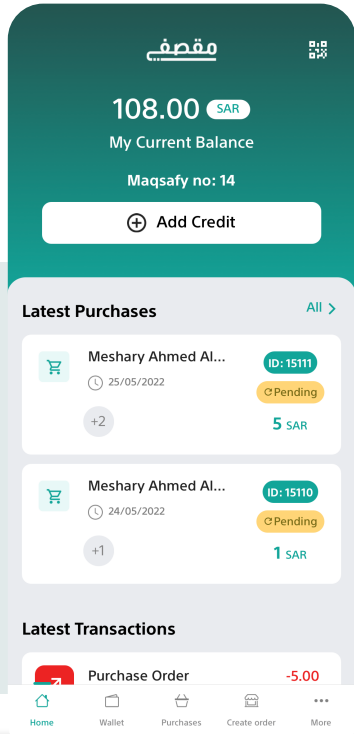 مقصفي
108.00 SAR
My Current Balance
Maqsafy no: 14
Add Credit
Latest Purchases
All
Meshary Ahmed Al...
ID: 15111
25/05/2022
Pending
+2
5 SAR
Meshary Ahmed Al...
ID: 15110
24/05/2022
Pending
+1
1 SAR
Latest Transactions
Purchase Order
-5.00
Home
Wallet
Purchases
Create order
More